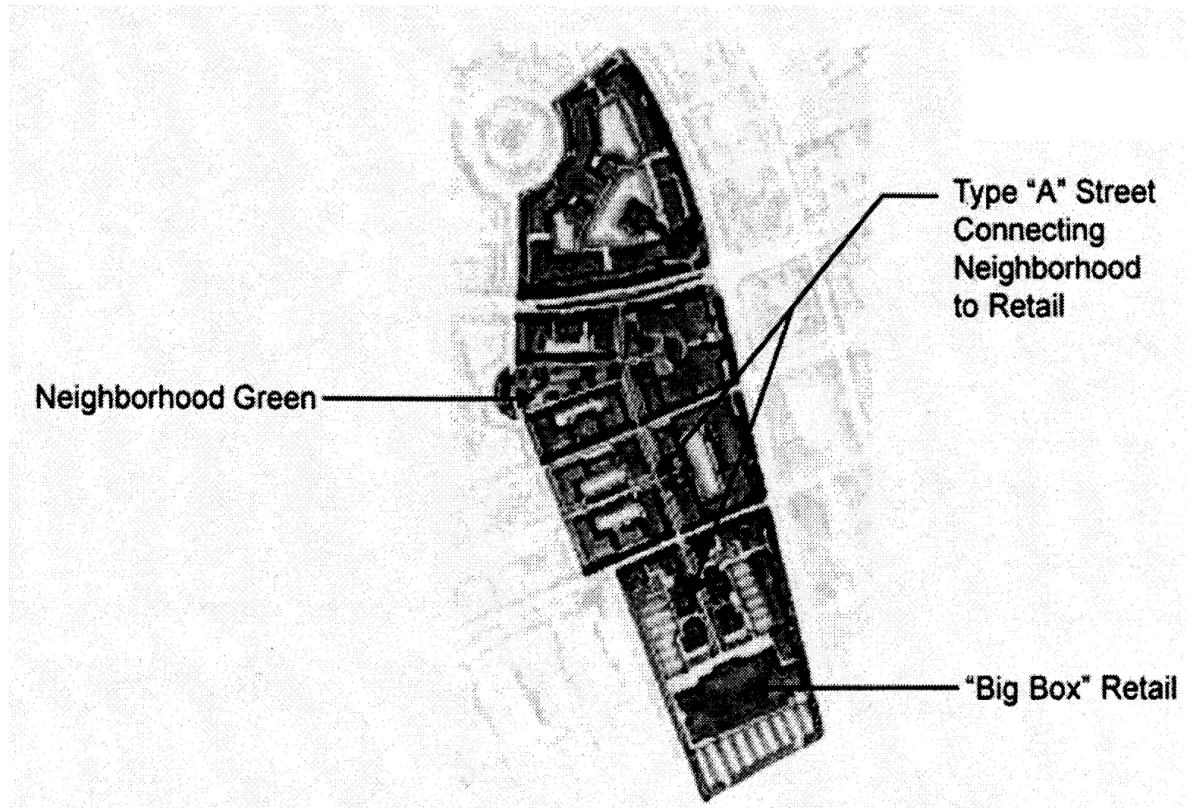 Type “A” Street
Connecting
Neighborhood
to Retail
Neighborhood Green
“Big Box” Retail